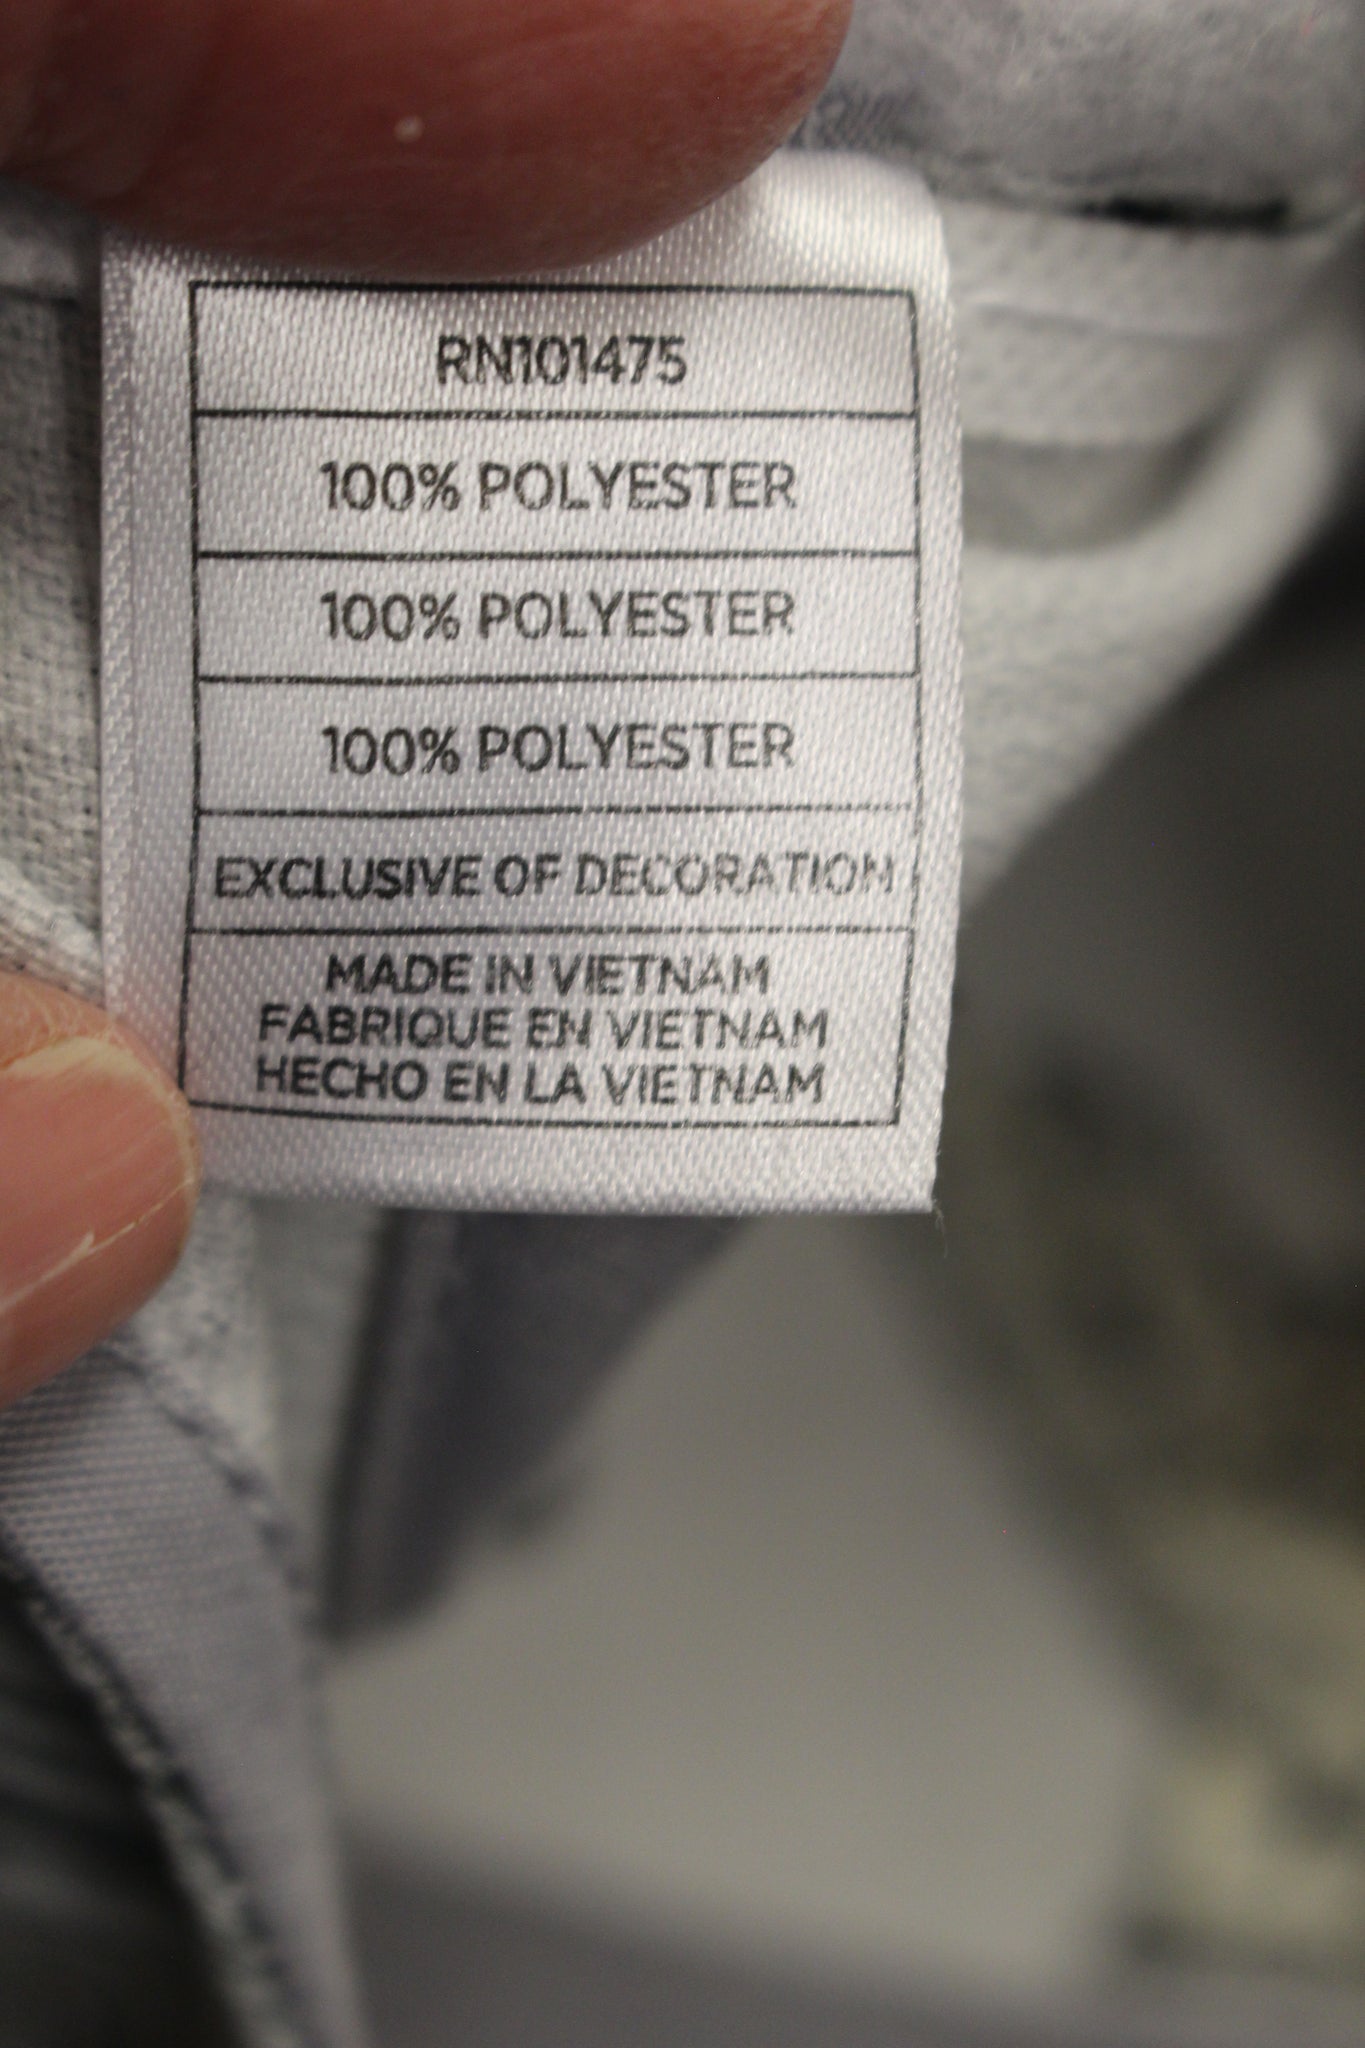 RN101475
100% POLYESTER
100% POLYESTER
100% POLYESTER
EXCLUSIVE OF DECORATION
MADE IN VIETNAM
FABRIQUE EN VIETNAM
HECHO EN LA VIETNAM